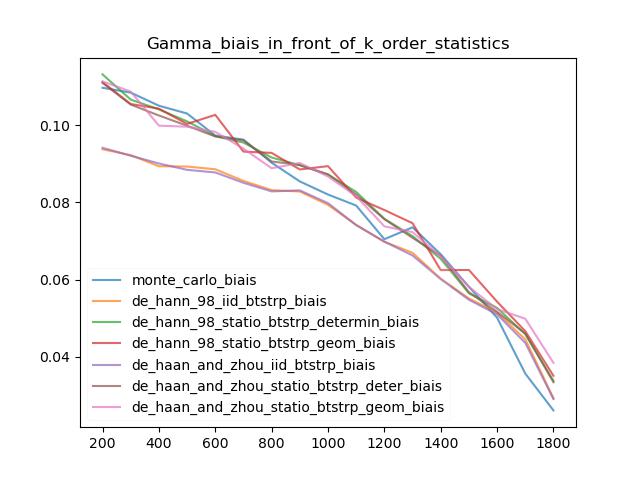 Gamma_biais_in_front_of_k_order_statistics
0.10
0.08
0.06
0.04
monte_carlo_biais
de_hann_98_iid_btstrp_biais
de_hann_98_statio_btstrp_determin_biais
de_hann_98_statio_btstrp_geom_biais
de_haan_and_zhou_iid_btstrp_biais
de_haan_and_zhou_statio_btstrp_deter_biais
de_haan_and_zhou_statio_btstrp_geom_biais
200 400 600 800 1000 1200 1400 1600 1800